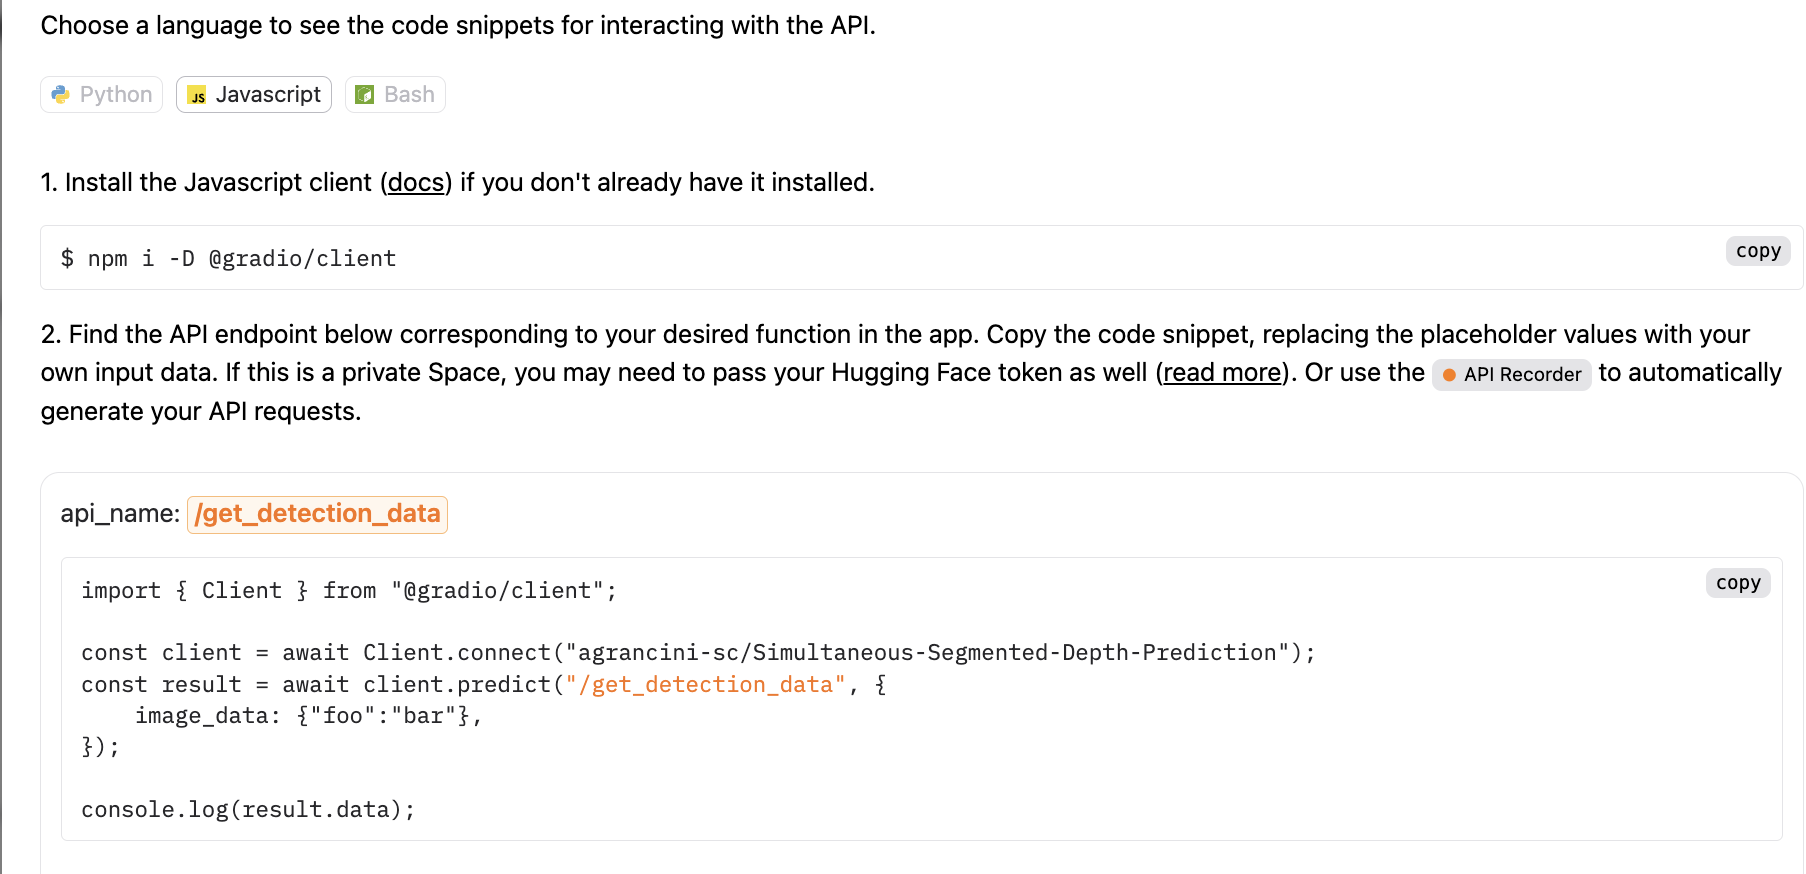 Choose a language to see the code snippets for interacting with the API.
Python Javascript Bash
1. Install the Javascript client (docs) if you don't already have it installed.
$ npm i -D @gradio/client
copy
2. Find the API endpoint below corresponding to your desired function in the app. Copy the code snippet, replacing the placeholder values with your
own input data. If this is a private Space, you may need to pass your Hugging Face token as well (read more). Or use the API Recorder to automatically
generate your API requests.
api_name: /get_detection_data
import { Client } from "@gradio/client";
copy
const client = await Client.connect("agrancini-sc/Simultaneous-Segmented-Depth-Prediction");
const result = await client.predict("/get_detection_data", {
    image_data: {"foo":"bar"},
});
console.log(result.data);